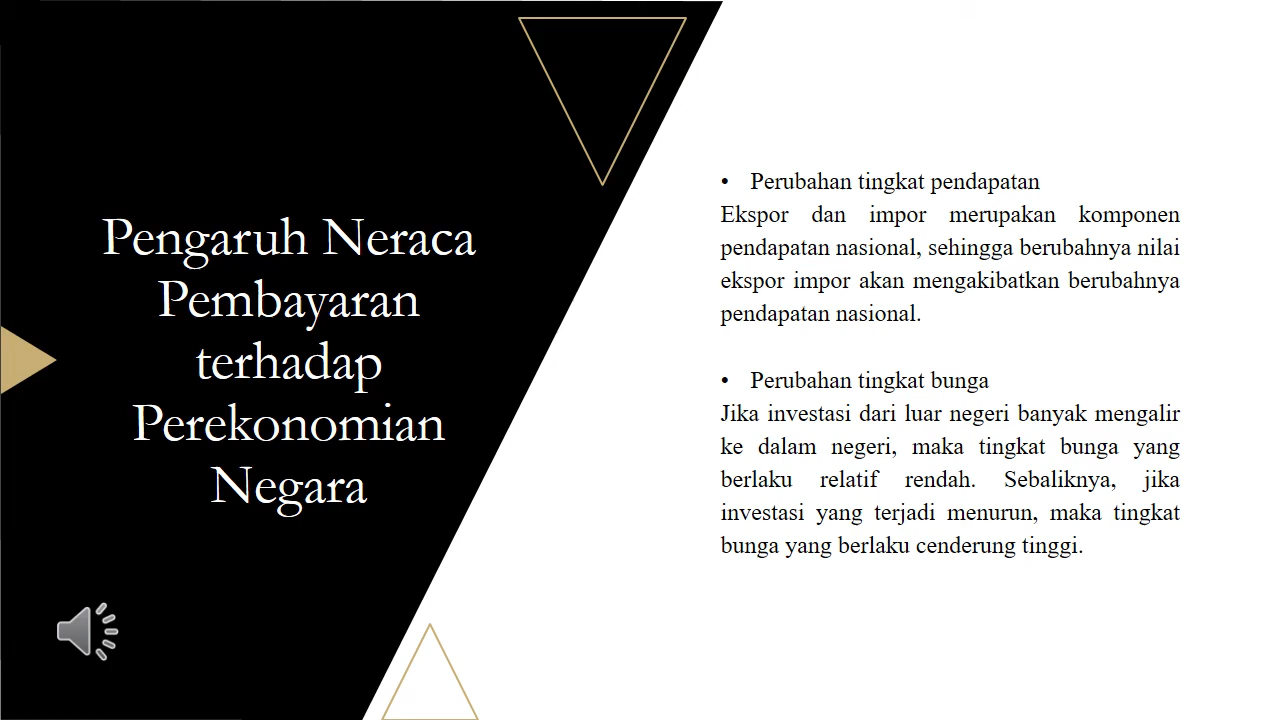 Pengaruh Neraca
Pembayaran
terhadap
Perekonomian
Negara
• Perubahan tingkat pendapatan
Ekspor dan impor merupakan komponen
pendapatan nasional, sehingga berubahnya nilai
ekspor impor akan mengakibatkan berubahnya
pendapatan nasional.
• Perubahan tingkat bunga
Jika investasi dari luar negeri banyak mengalir
ke dalam negeri, maka tingkat bunga yang
berlaku relatif rendah. Sebaliknya, jika
investasi yang terjadi menurun, maka tingkat
bunga yang berlaku cenderung tinggi.